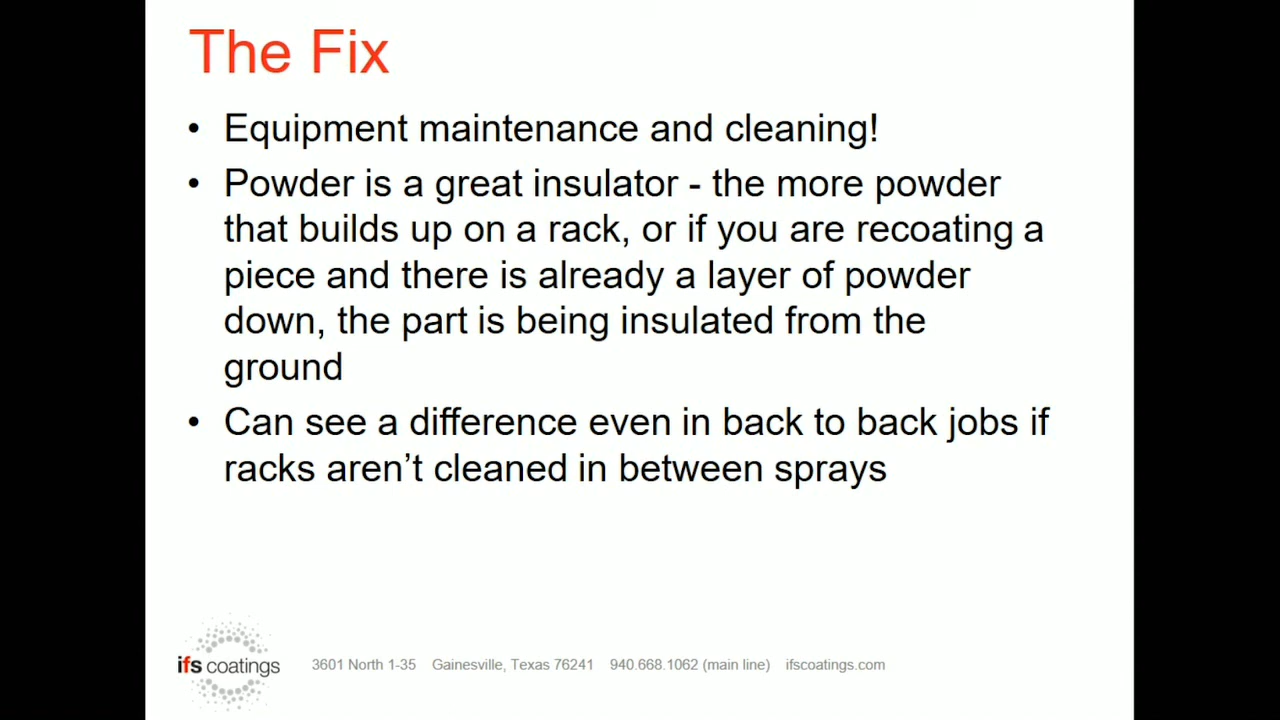 The Fix
• Equipment maintenance and cleaning!
• Powder is a great insulator - the more powder
that builds up on a rack, or if you are recoating a
piece and there is already a layer of powder
down, the part is being insulated from the
ground
• Can see a difference even in back to back jobs if
racks aren’t cleaned in between sprays
ifs coatings 3601 North 1-35 Gainesville, Texas 76241 940.668.1062 (main line) ifscoatings.com